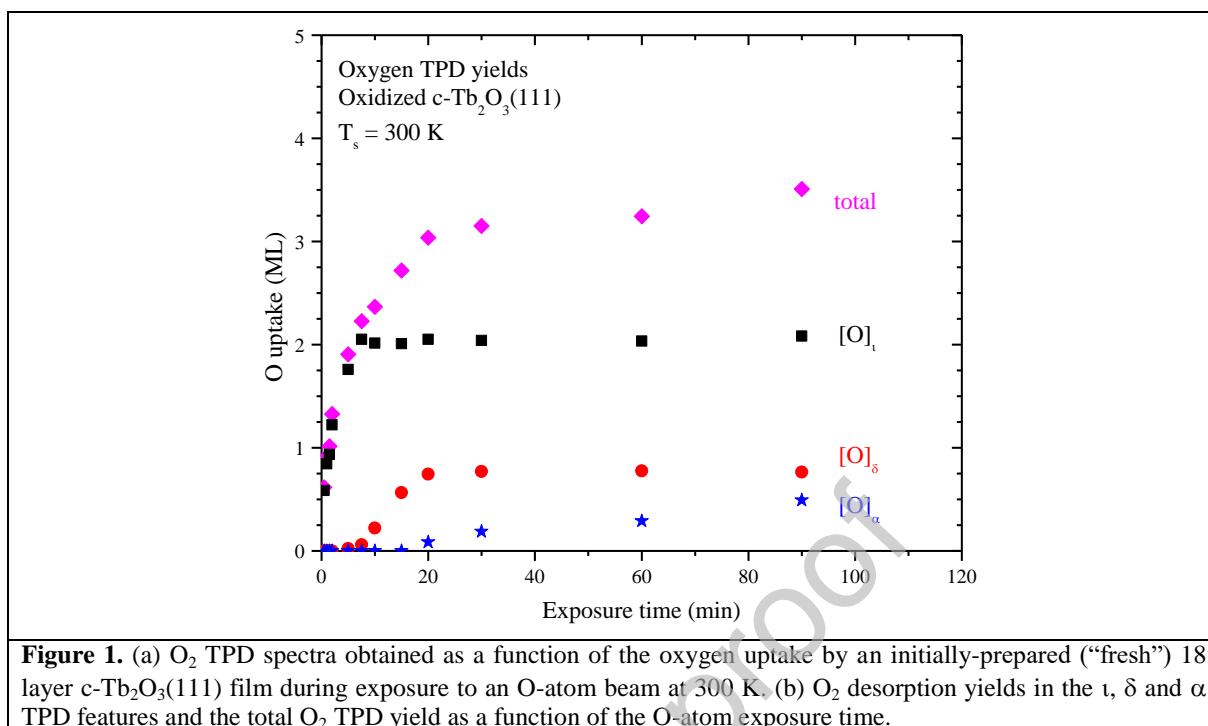 5
4
3
2
1
0
O uptake (ML)
Oxygen TPD yields
Oxidized c-Tb₂O₃(111)
Tₛ = 300 K
total
[O]ι
[O]δ
[O]α
0 20 40 60 80 100 120
Exposure time (min)
proof
Figure 1. (a) O₂ TPD spectra obtained as a function of the oxygen uptake by an initially-prepared (“fresh”) 18
layer c-Tb₂O₃(111) film during exposure to an O-atom beam at 300 K. (b) O₂ desorption yields in the ι, δ and α
TPD features and the total O₂ TPD yield as a function of the O-atom exposure time.